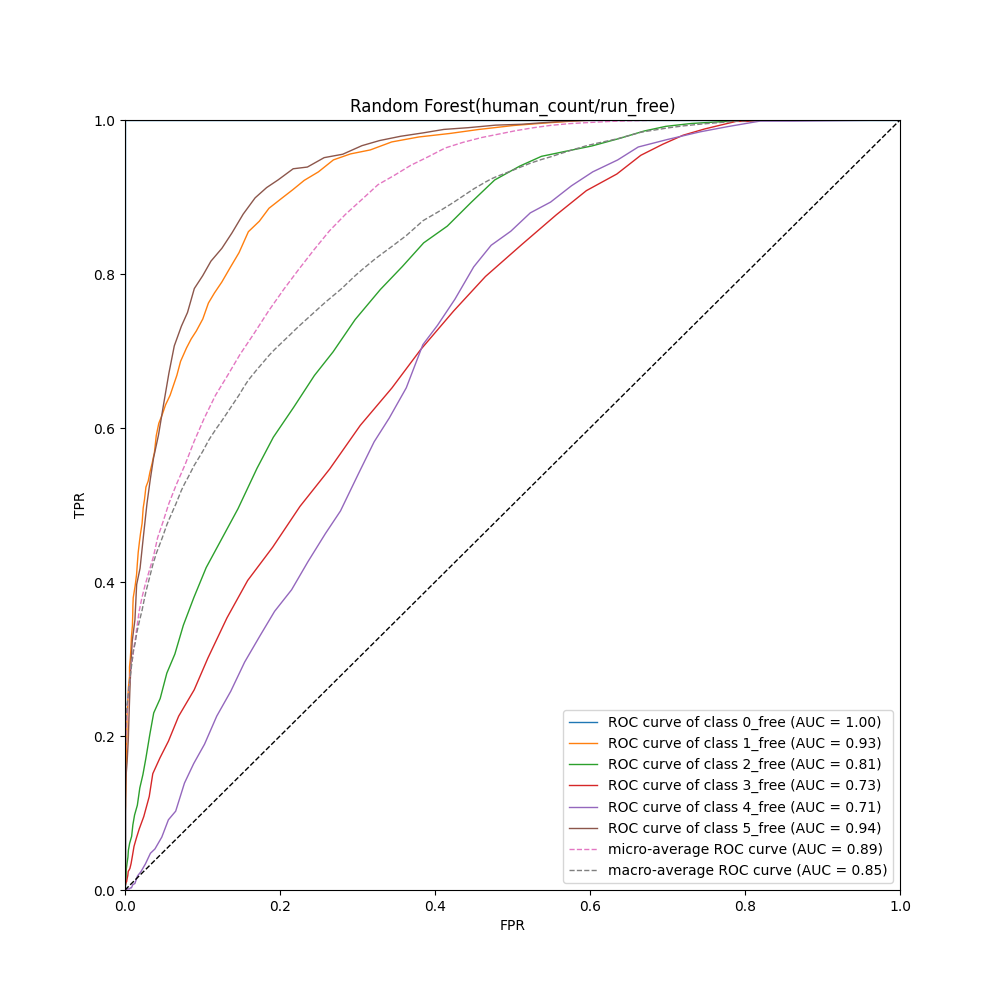 Random Forest(human_count/run_free)
1.0
0.8
0.6
0.4
0.2
0.0
TPR
0.0 0.2 0.4 0.6 0.8 1.0
FPR
ROC curve of class 0_free (AUC = 1.00)
ROC curve of class 1_free (AUC = 0.93)
ROC curve of class 2_free (AUC = 0.81)
ROC curve of class 3_free (AUC = 0.73)
ROC curve of class 4_free (AUC = 0.71)
ROC curve of class 5_free (AUC = 0.94)
micro-average ROC curve (AUC = 0.89)
macro-average ROC curve (AUC = 0.85)